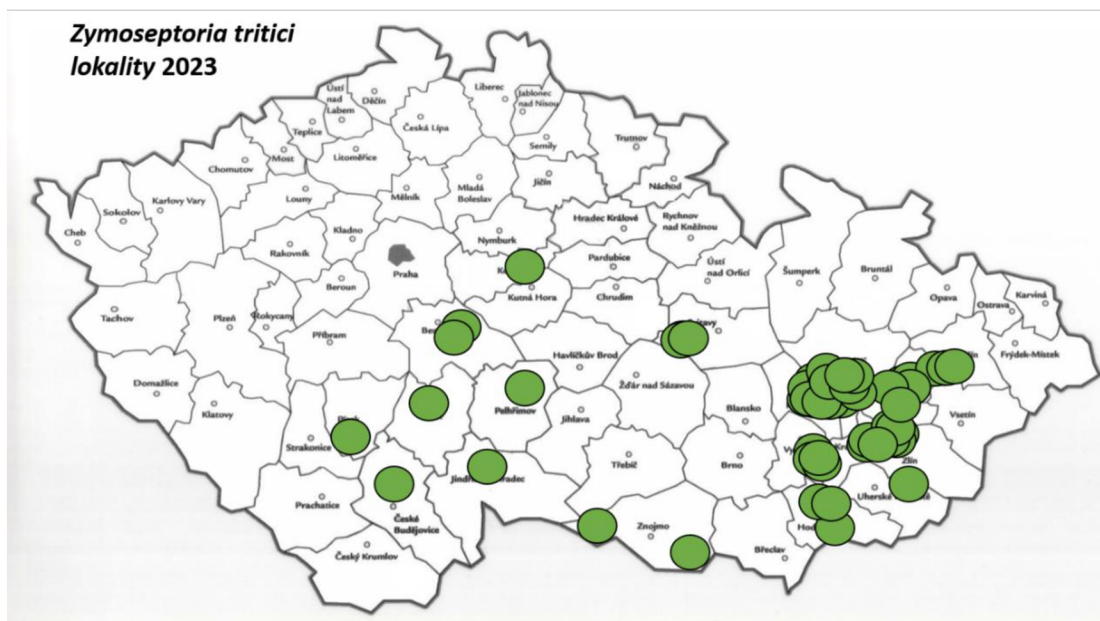 Zymoseptoria tritici
lokality 2023
Liberec
Jablonec
nad Nisou
Ústí
nad
Labem
Děčín
Česká Lípa
Teplice
Semily
Trutnov
Most
Litoměřice
Chomutov
Jičín
Náchod
Mladá
Boleslav
Mělník
Louny
Karlovy Vary
Sokolov
Cheb
Hradec Králové
Rychnov
nad Kněžnou
Kladno
Nymburk
Rakovník
Praha
Pardubice
Ústí
nad Orlicí
Šumperk
Bruntál
Beroun
Kutná Hora
Chrudim
Opava
Ostrava
Karviná
Tachov
Plzeň
Rokycany
Příbram
Frýdek-Místek
Havlíčkův Brod
Domažlice
Žďár nad Sázavou
Klatovy
Pelhřimov
Jihlava
Blansko
Vsetín
Strakonice
Třebíč
Brno
Zlín
Prachatice
České
Budějovice
Znojmo
Český Krumlov
Břeclav